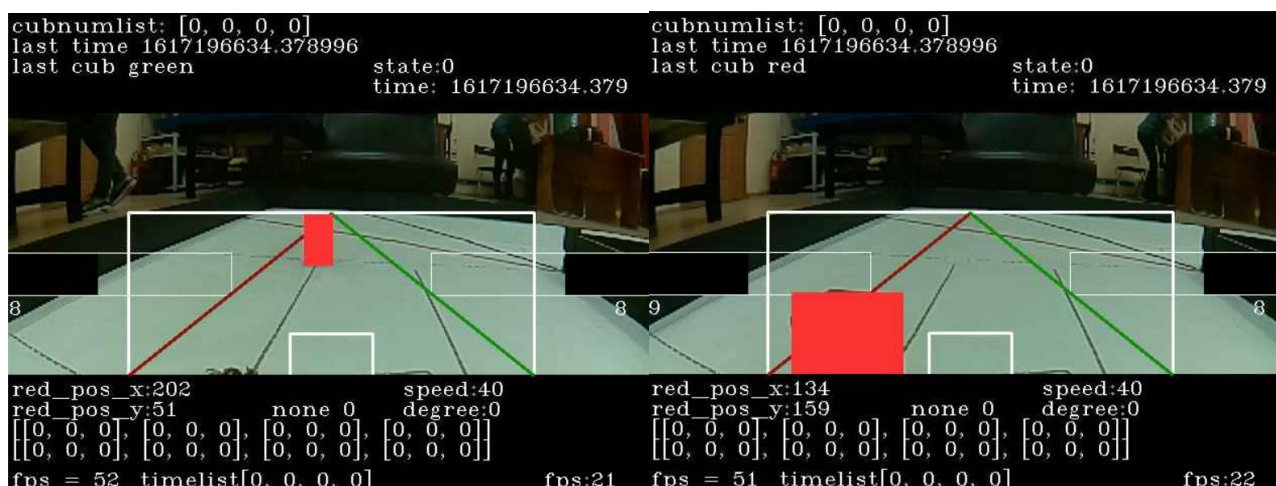 cubnumlist: [0, 0, 0, 0]
last time 1617196634.378996
last cub green
state:0
time: 1617196634.379
8
8
red_pos_x:202
speed:40
red_pos_y:51
none 0
degree:0
[[0, 0, 0], [0, 0, 0], [0, 0, 0], [0, 0, 0]]
[[0, 0, 0], [0, 0, 0], [0, 0, 0], [0, 0, 0]]
fps = 52 timelist[0, 0, 0, 0]
fps:21
cubnumlist: [0, 0, 0, 0]
last time 1617196634.378996
last cub red
state:0
time: 1617196634.379
9
8
red_pos_x:134
speed:40
red_pos_y:159
none 0
degree:0
[[0, 0, 0], [0, 0, 0], [0, 0, 0], [0, 0, 0]]
[[0, 0, 0], [0, 0, 0], [0, 0, 0], [0, 0, 0]]
fps = 51 timelist[0, 0, 0, 0]
fps:22